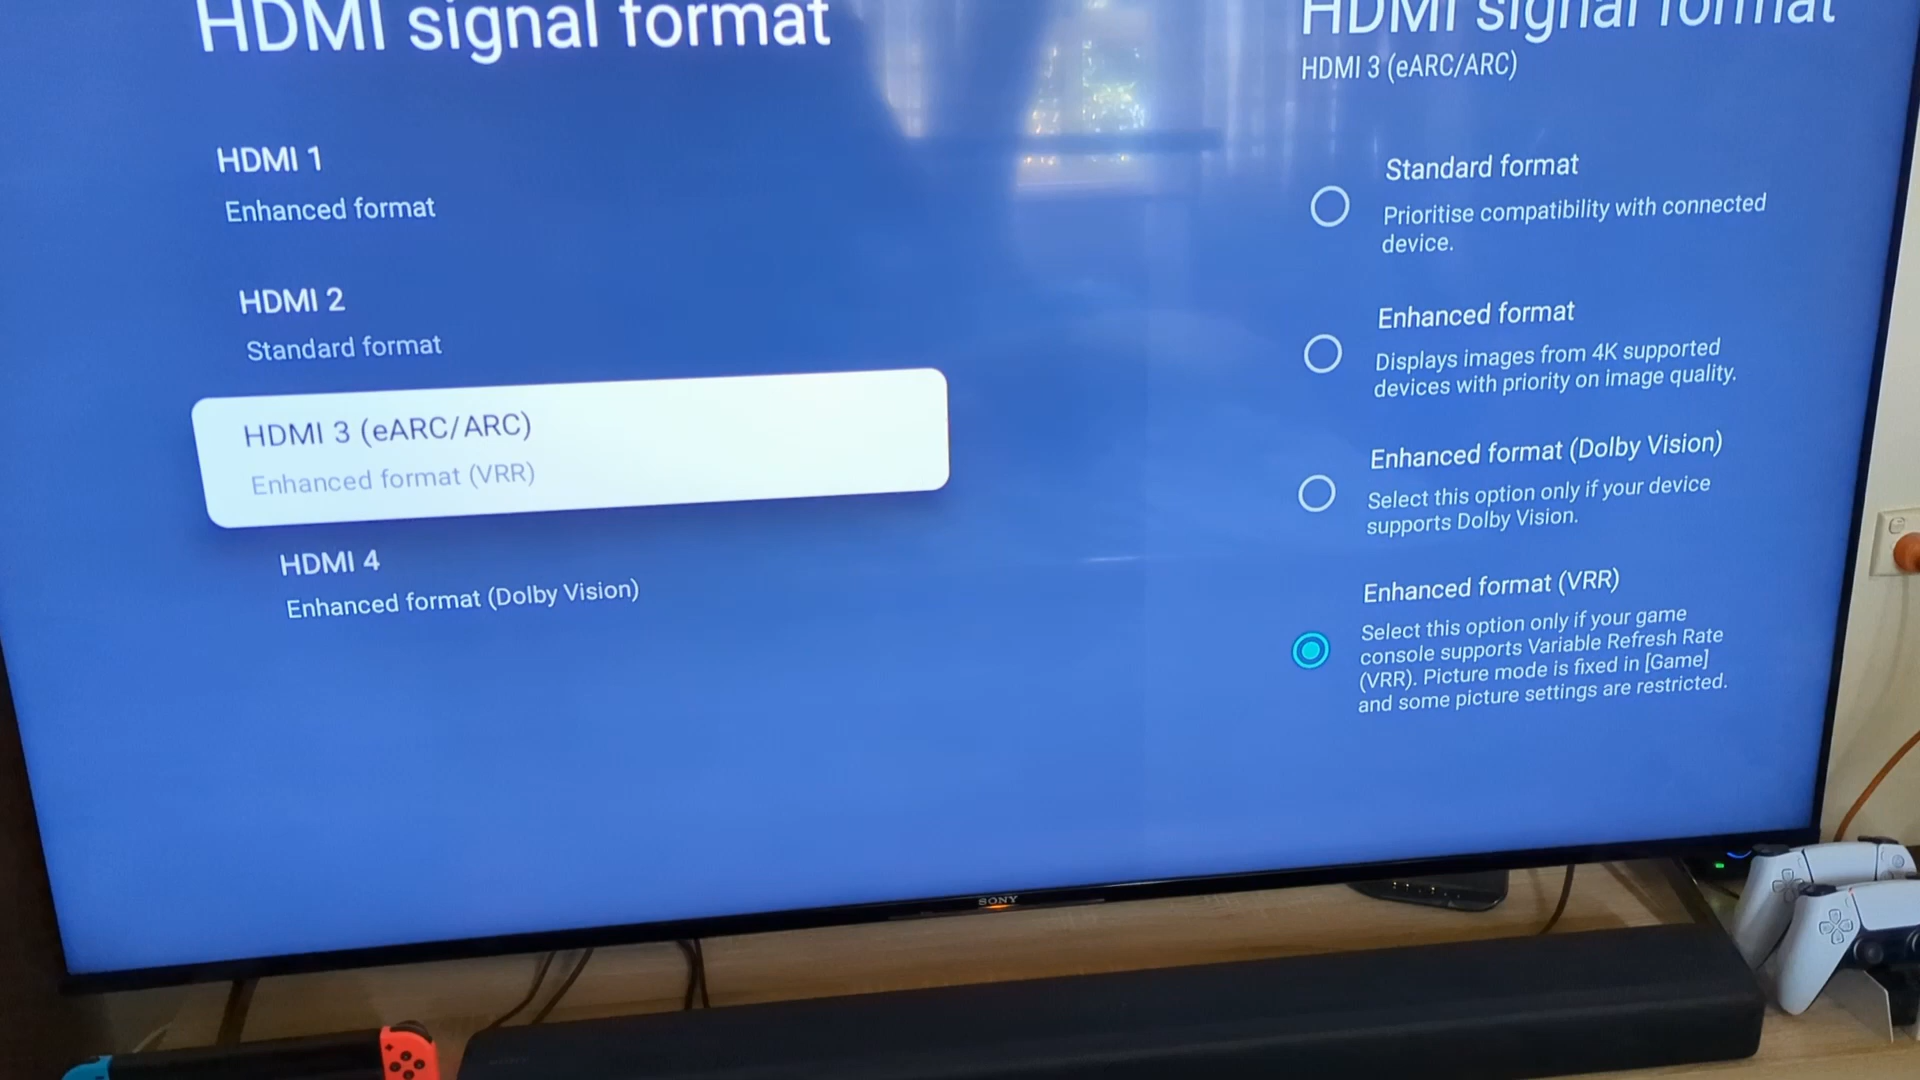 HDMI signal format
HDMI 1
Enhanced format
HDMI 2
Standard format
HDMI 3 (eARC/ARC)
Enhanced format (VRR)
HDMI 4
Enhanced format (Dolby Vision)
HDMI signal format
HDMI 3 (eARC/ARC)
Standard format
Prioritise compatibility with connected
device.
Enhanced format
Displays images from 4K supported
devices with priority on image quality.
Enhanced format (Dolby Vision)
Select this option only if your device
supports Dolby Vision.
Enhanced format (VRR)
Select this option only if your game
console supports Variable Refresh Rate
(VRR). Picture mode is fixed in [Game]
and some picture settings are restricted.
SONY